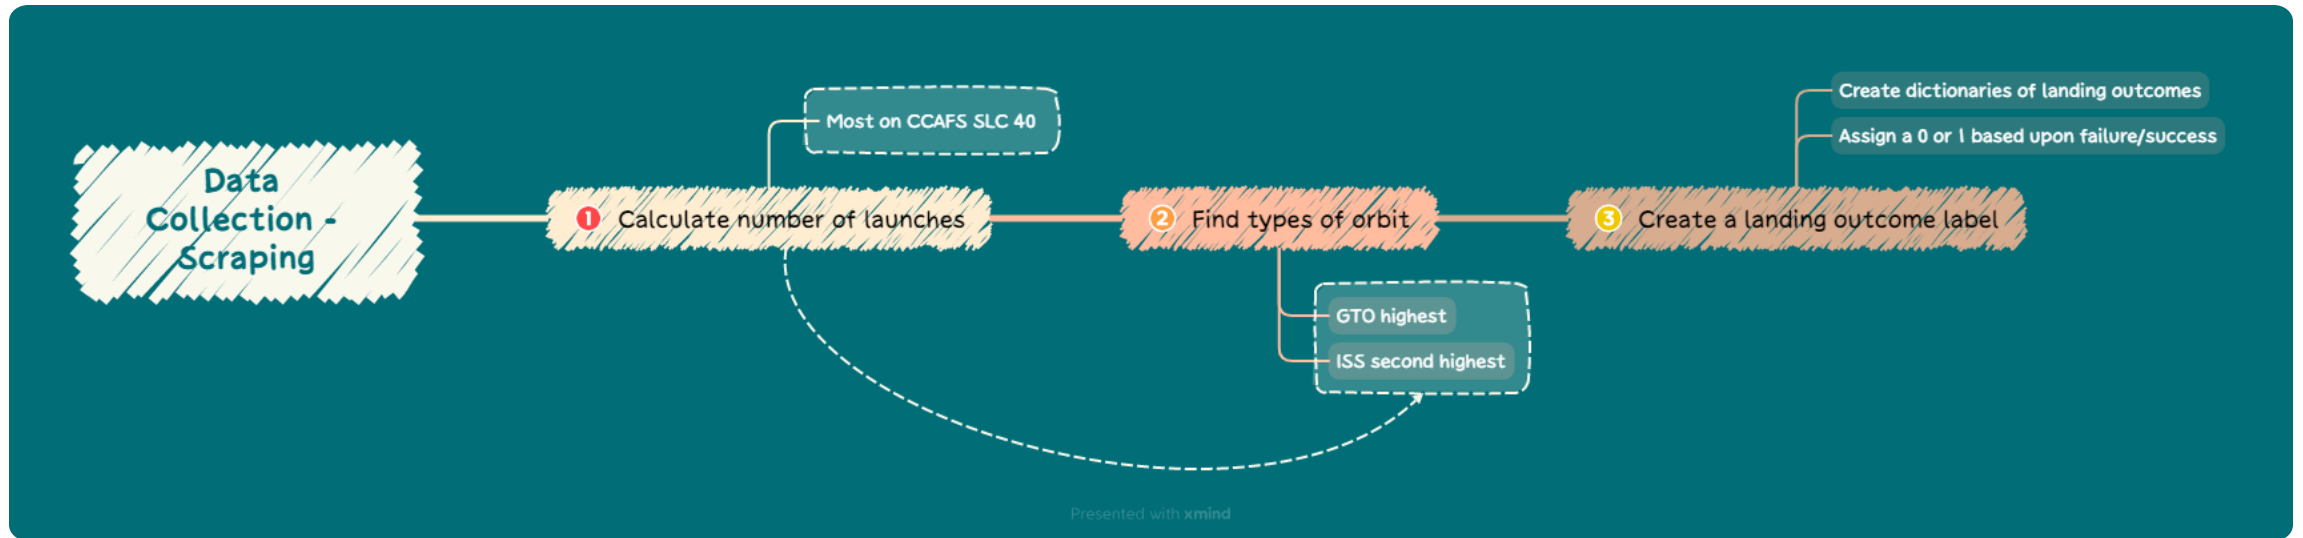 Data
Collection -
Scraping
1 Calculate number of launches
Most on CCAFS SLC 40
2 Find types of orbit
GTO highest
ISS second highest
3 Create a landing outcome label
Create dictionaries of landing outcomes
Assign a 0 or 1 based upon failure/success
Presented with xmind